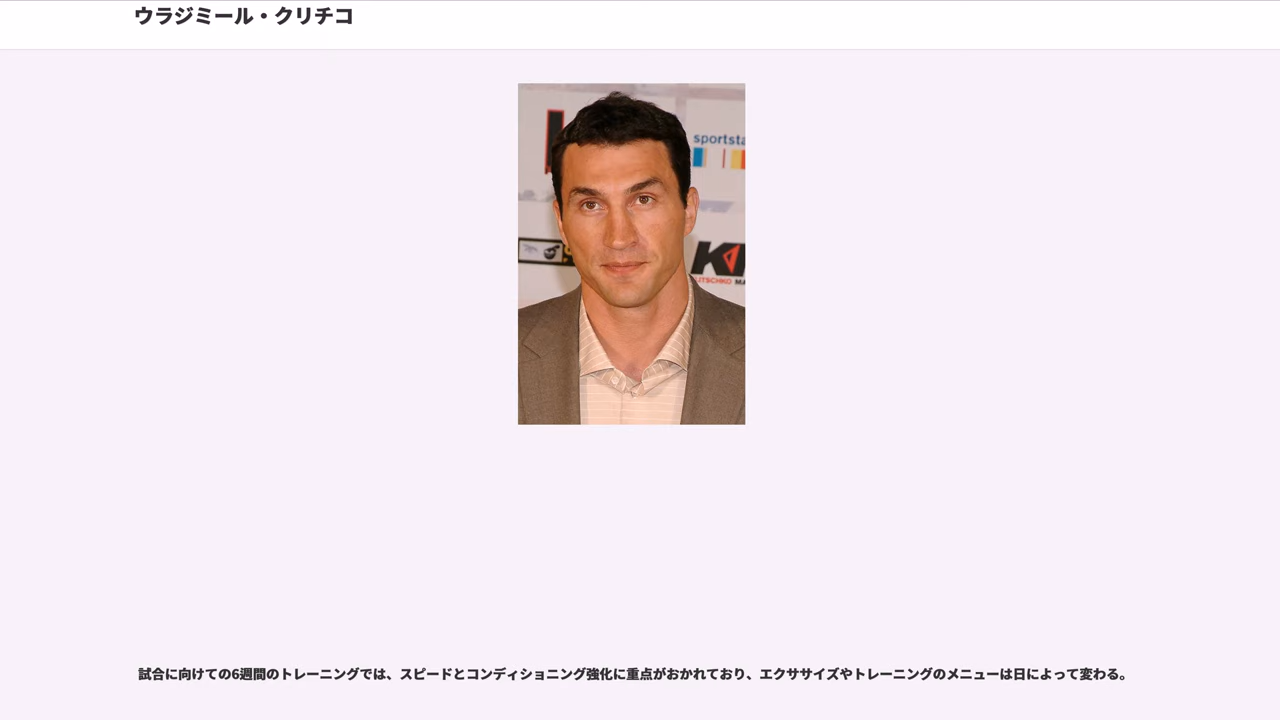 ウラジミール・クリチコ
sportsta
KI
LITSCHKO MA
試合に向けての6週間のトレーニングでは、スピードとコンディショニング強化に重点がおかれており、エクササイズやトレーニングのメニューは日によって変わる。